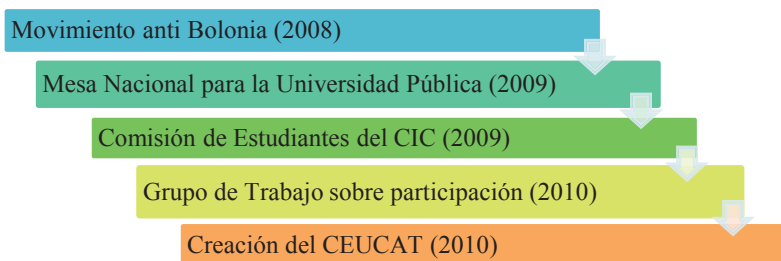 Movimiento anti Bolonia (2008)
Mesa Nacional para la Universidad Pública (2009)
Comisión de Estudiantes del CIC (2009)
Grupo de Trabajo sobre participación (2010)
Creación del CEUCAT (2010)